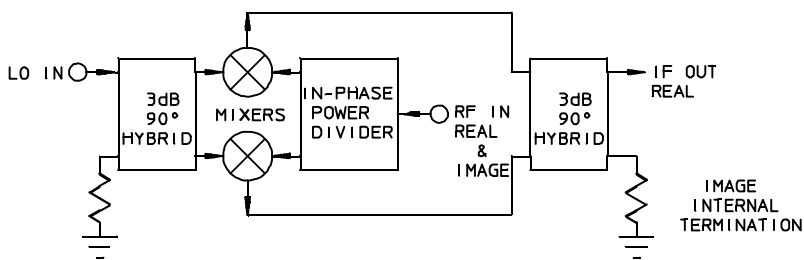 LO IN
3dB
90°
HYBRID
MIXERS
IN-PHASE
POWER
DIVIDER
RF IN
REAL
&
IMAGE
3dB
90°
HYBRID
IF OUT
REAL
IMAGE
INTERNAL
TERMINATION